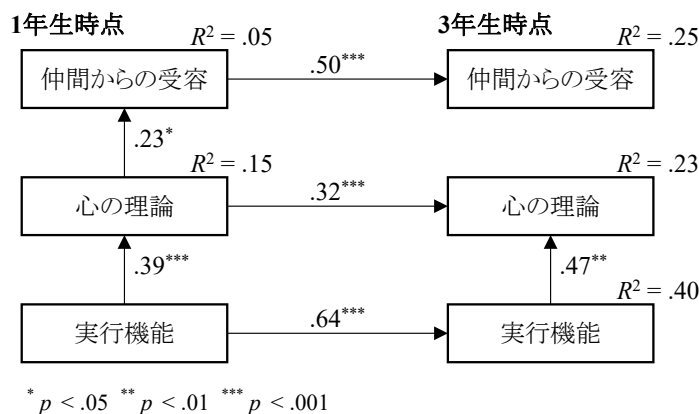 1年生時点 3年生時点
R² = .05 R² = .25
仲間からの受容 .50*** 仲間からの受容
.23*
R² = .15 R² = .23
心の理論 .32*** 心の理論
.39*** .47**
R² = .40
実行機能 .64*** 実行機能
* p < .05 ** p < .01 *** p < .001